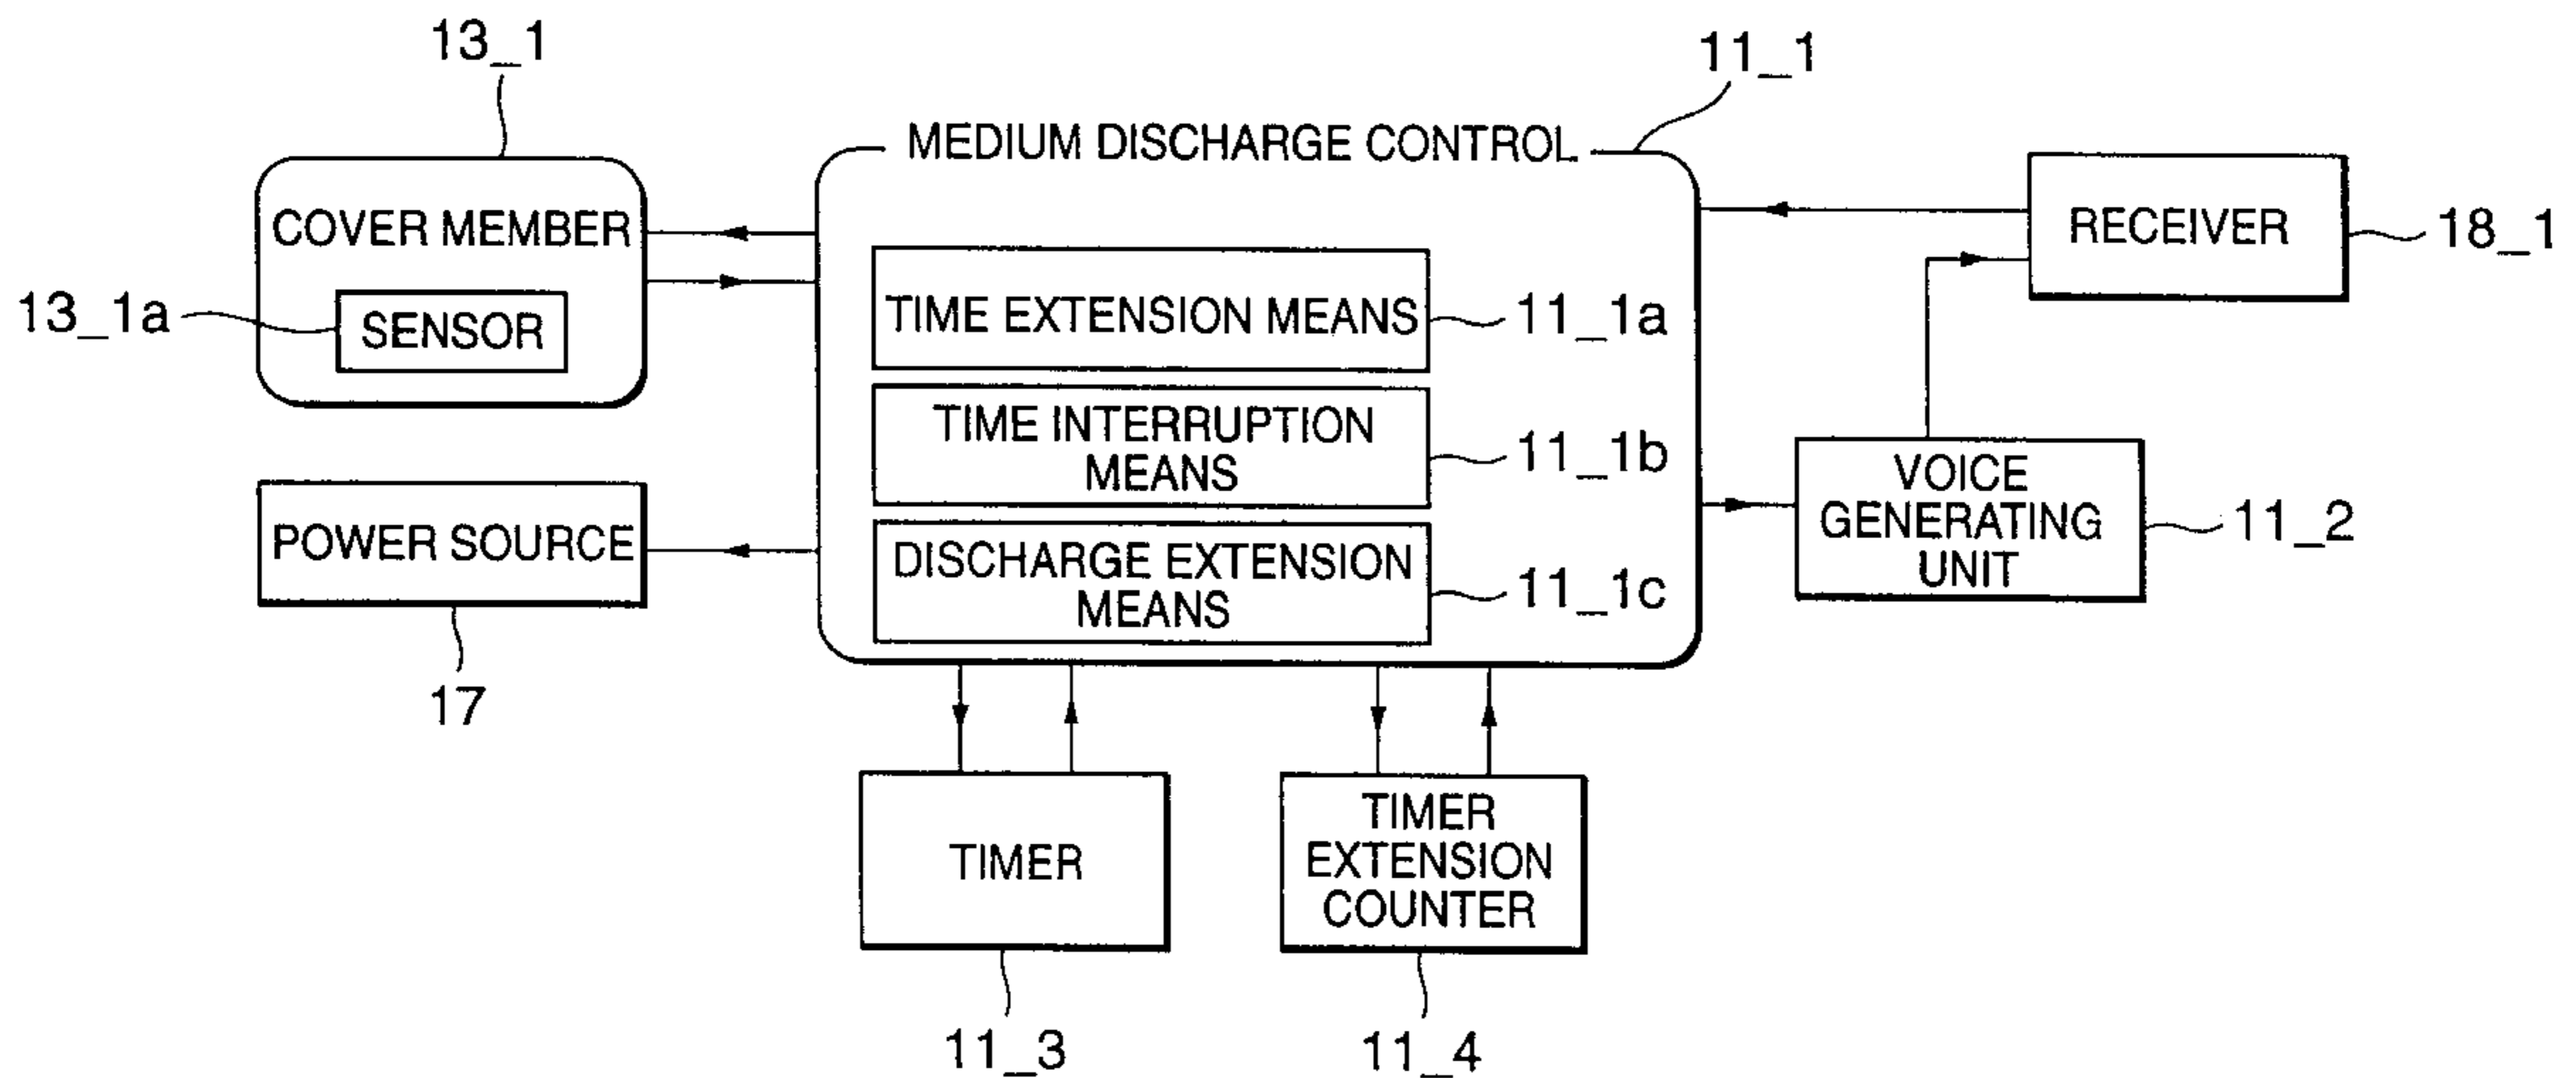 13_1
11_1
MEDIUM DISCHARGE CONTROL
COVER MEMBER
RECEIVER
18_1
13_1a
SENSOR
TIME EXTENSION MEANS
11_1a
TIME INTERRUPTION
MEANS
11_1b
VOICE
GENERATING
UNIT
11_2
POWER SOURCE
DISCHARGE EXTENSION
MEANS
11_1c
17
TIMER
TIMER
EXTENSION
COUNTER
11_3
11_4